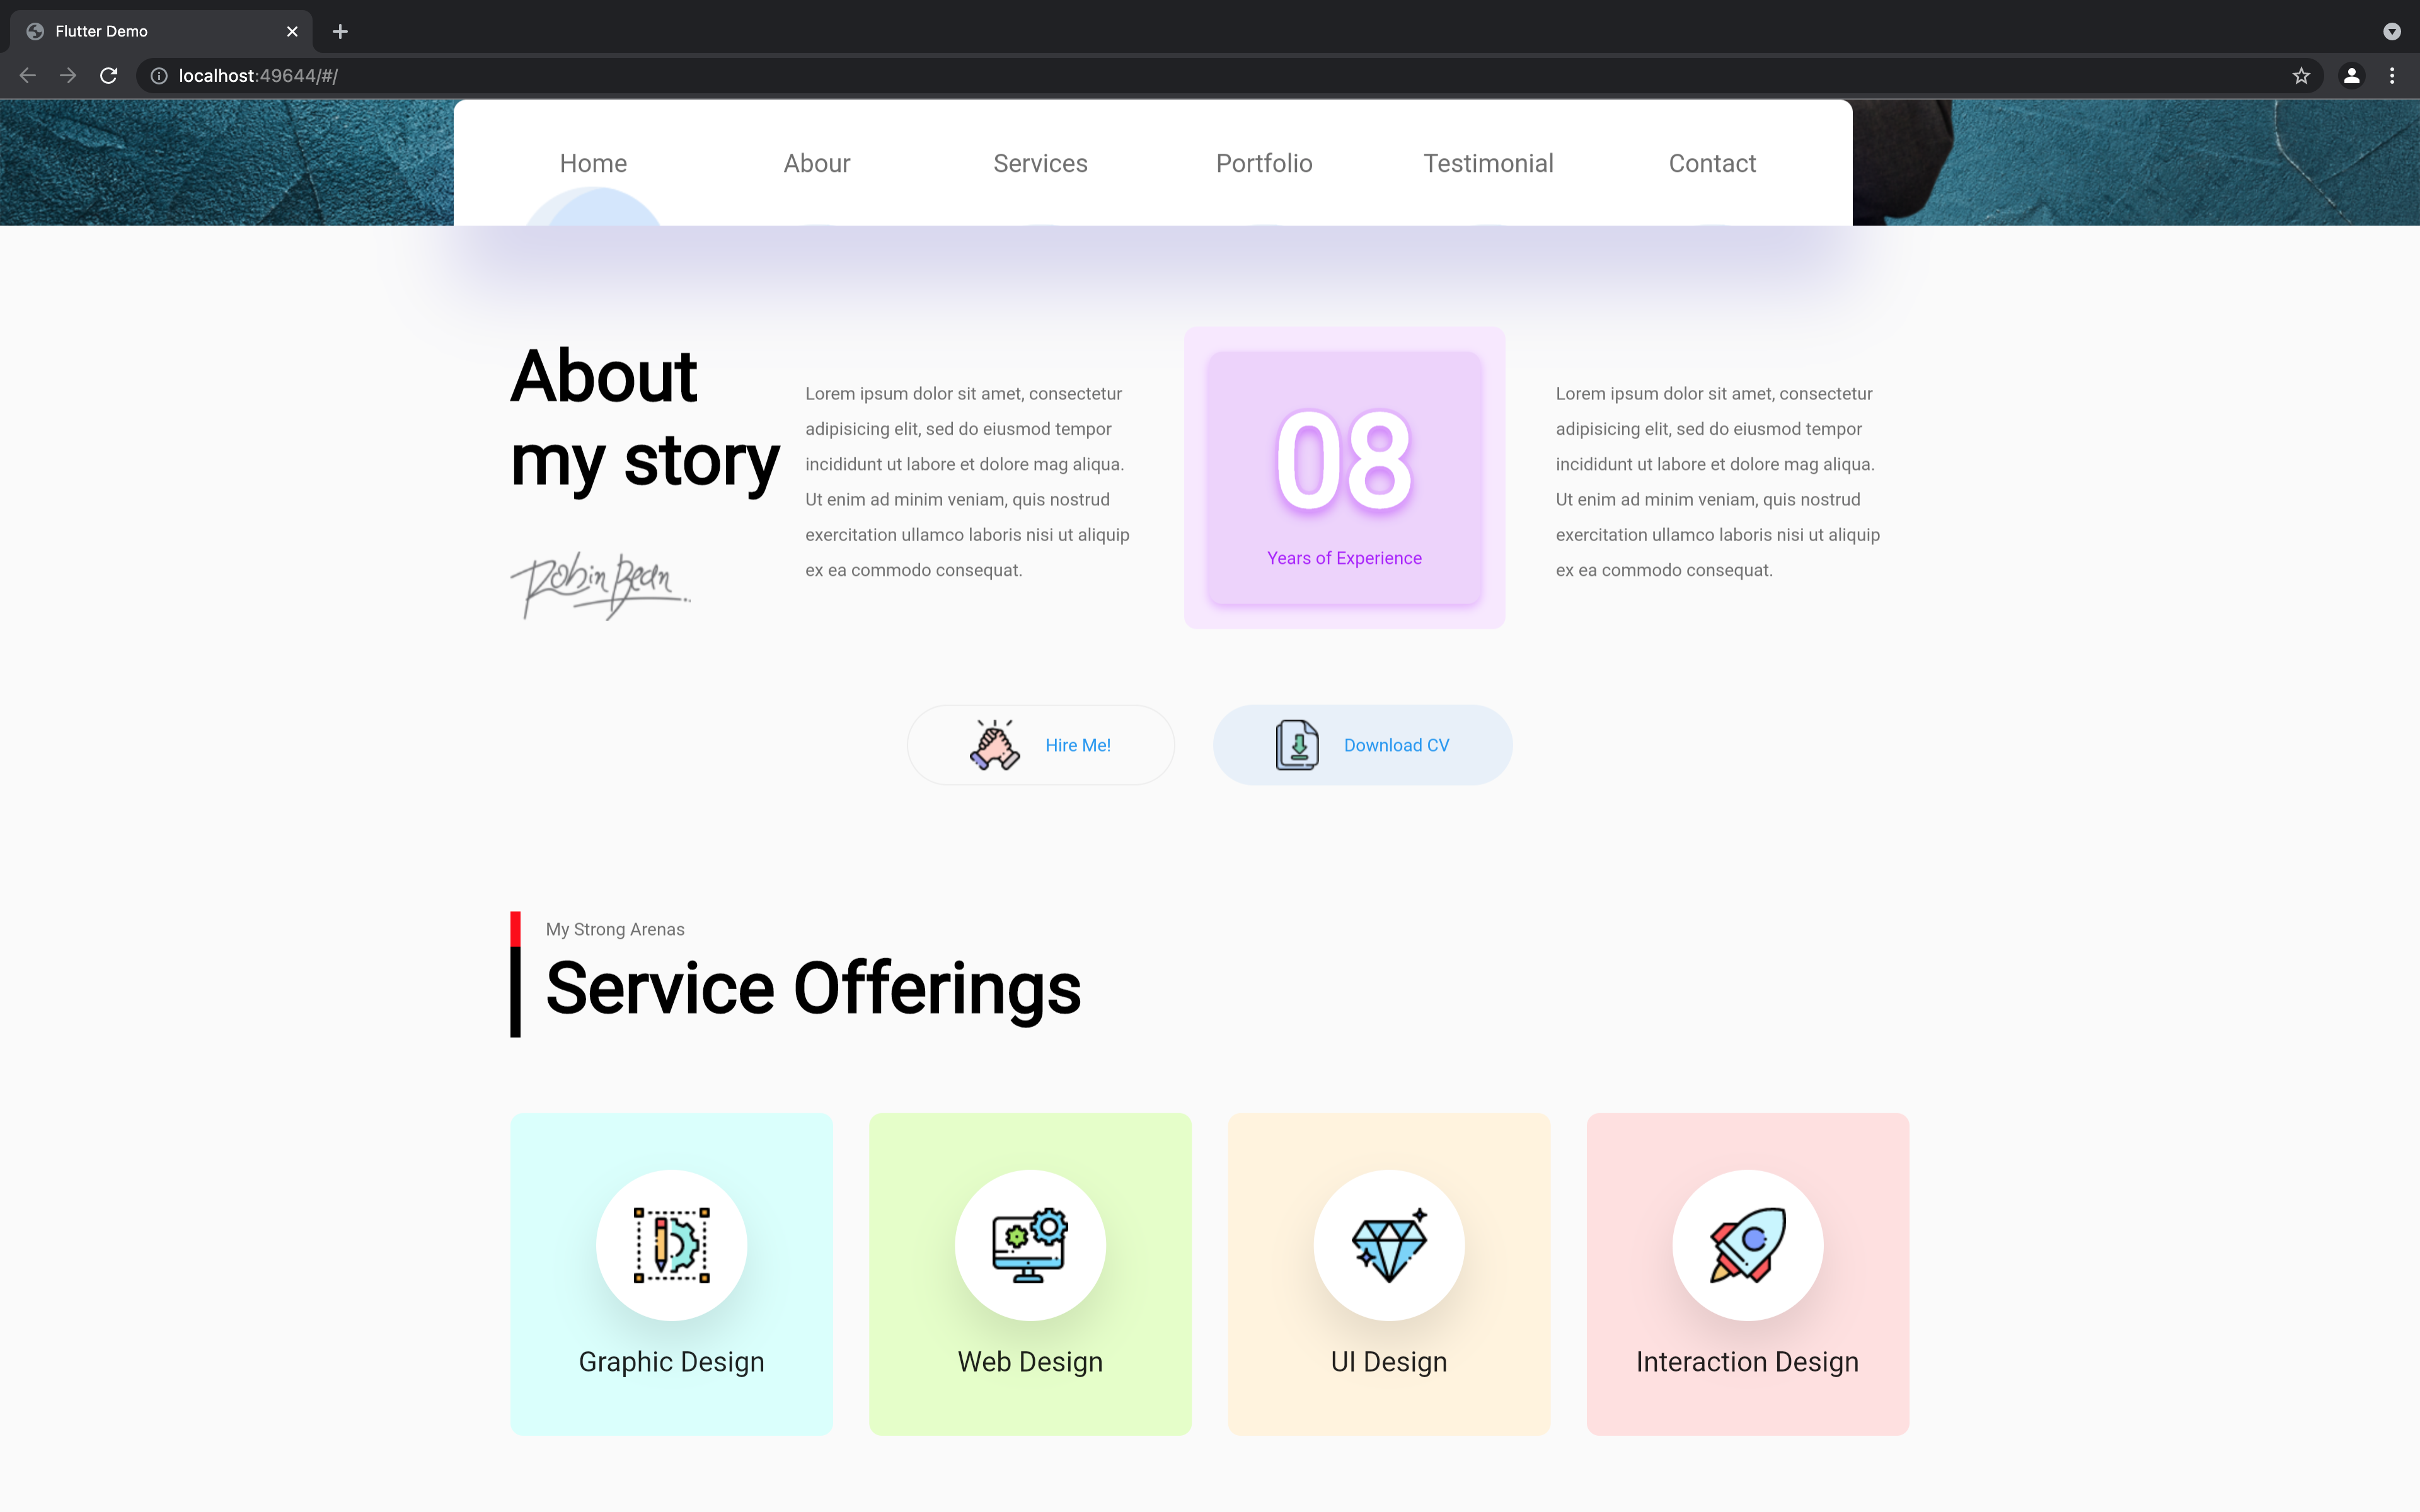 Flutter Demo
localhost:49644/#/
Home Abour Services Portfolio Testimonial Contact
About
my story
Robin Bean
Lorem ipsum dolor sit amet, consectetur
adipisicing elit, sed do eiusmod tempor
incididunt ut labore et dolore mag aliqua.
Ut enim ad minim veniam, quis nostrud
exercitation ullamco laboris nisi ut aliquip
ex ea commodo consequat.
08
Years of Experience
Lorem ipsum dolor sit amet, consectetur
adipisicing elit, sed do eiusmod tempor
incididunt ut labore et dolore mag aliqua.
Ut enim ad minim veniam, quis nostrud
exercitation ullamco laboris nisi ut aliquip
ex ea commodo consequat.
Hire Me!
Download CV
My Strong Arenas
Service Offerings
Graphic Design
Web Design
UI Design
Interaction Design